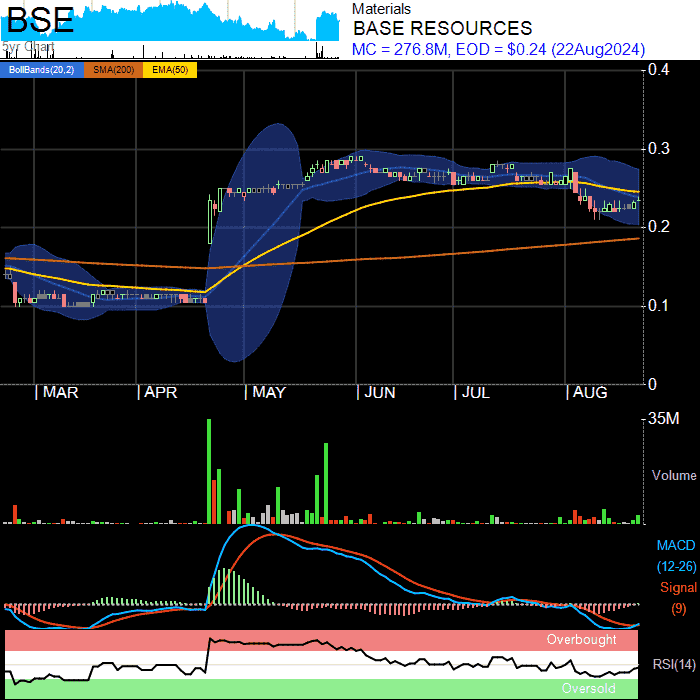 BSE
5yr Chart
Materials
BASE RESOURCES
MC = 276.8M, EOD = $0.24 (22Aug2024)
BollBands(20,2) SMA(200) EMA(50)
0.4
0.3
0.2
0.1
0
MAR APR MAY JUN JUL AUG
35M
Volume
MACD
(12-26)
Signal
(9)
Overbought
RSI(14)
Oversold